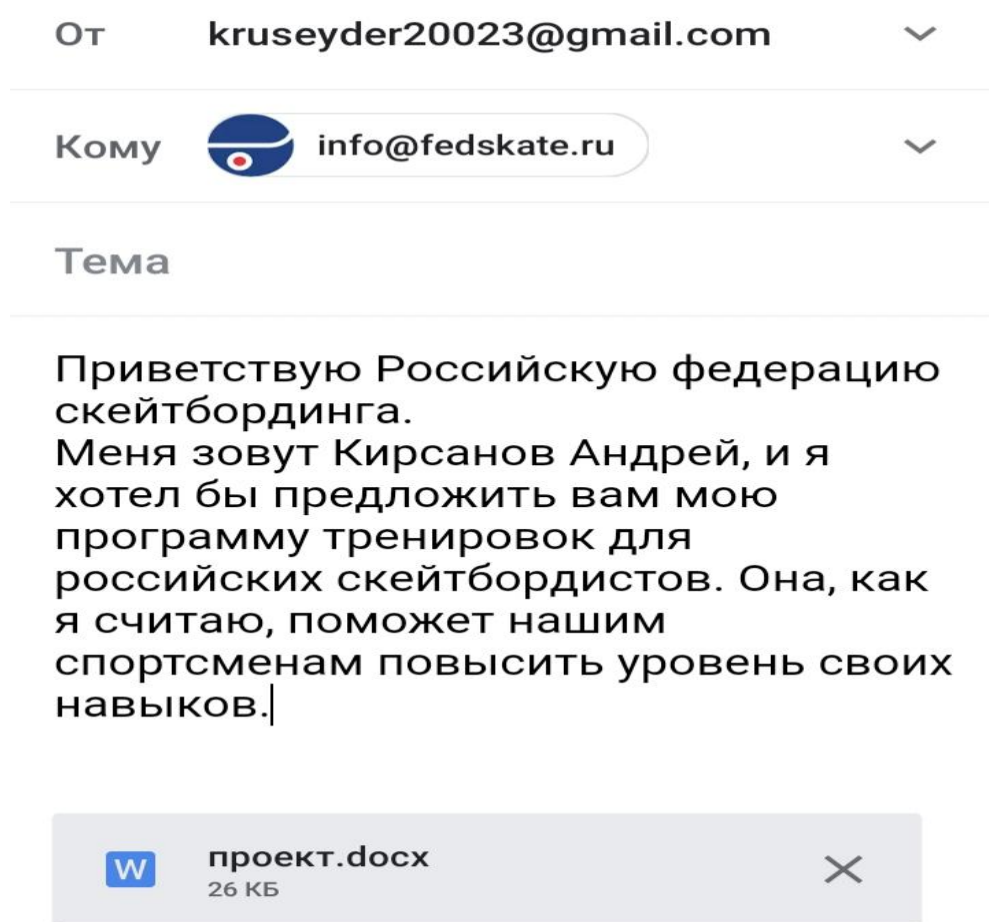 От kruseyder20023@gmail.com
Кому info@fedskate.ru
Тема
Приветствую Российскую федерацию
скейтбординга.
Меня зовут Кирсанов Андрей, и я
хотел бы предложить вам мою
программу тренировок для
российских скейтбордистов. Она, как
я считаю, поможет нашим
спортсменам повысить уровень своих
навыков.
W проект.docx
26 КБ